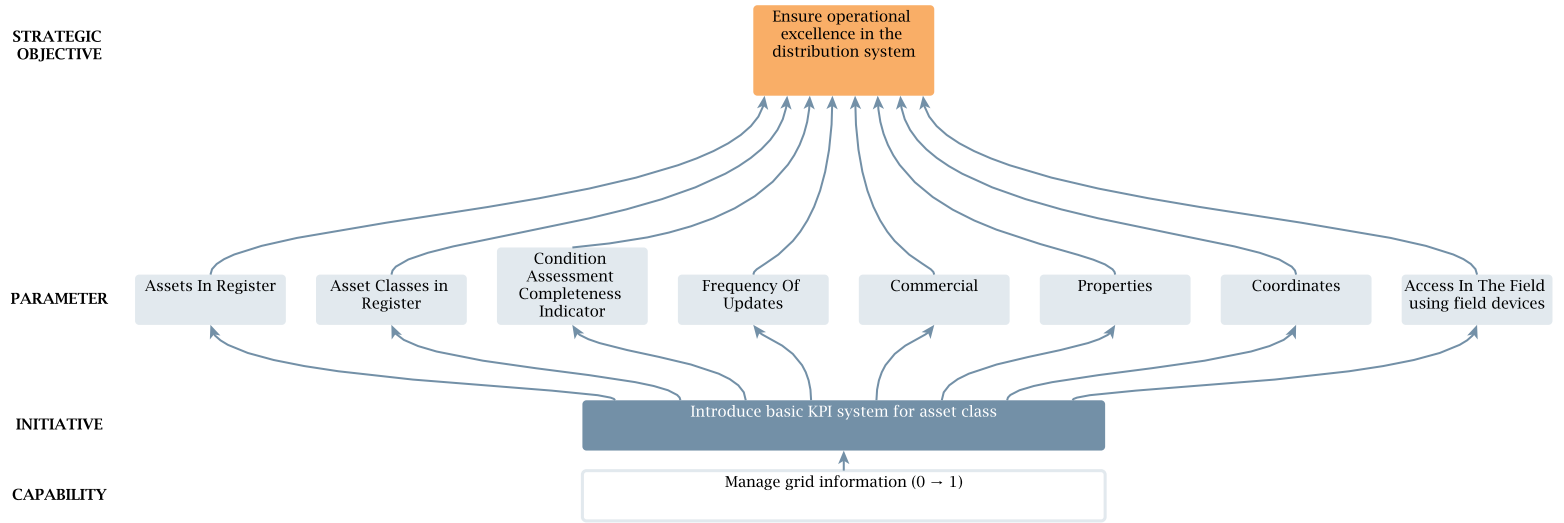 STRATEGIC
OBJECTIVE
Ensure operational
excellence in the
distribution system
PARAMETER
Assets In Register
Asset Classes in
Register
Condition
Assessment
Completeness
Indicator
Frequency Of
Updates
Commercial
Properties
Coordinates
Access In The Field
using field devices
INITIATIVE
Introduce basic KPI system for asset class
CAPABILITY
Manage grid information (0 → 1)